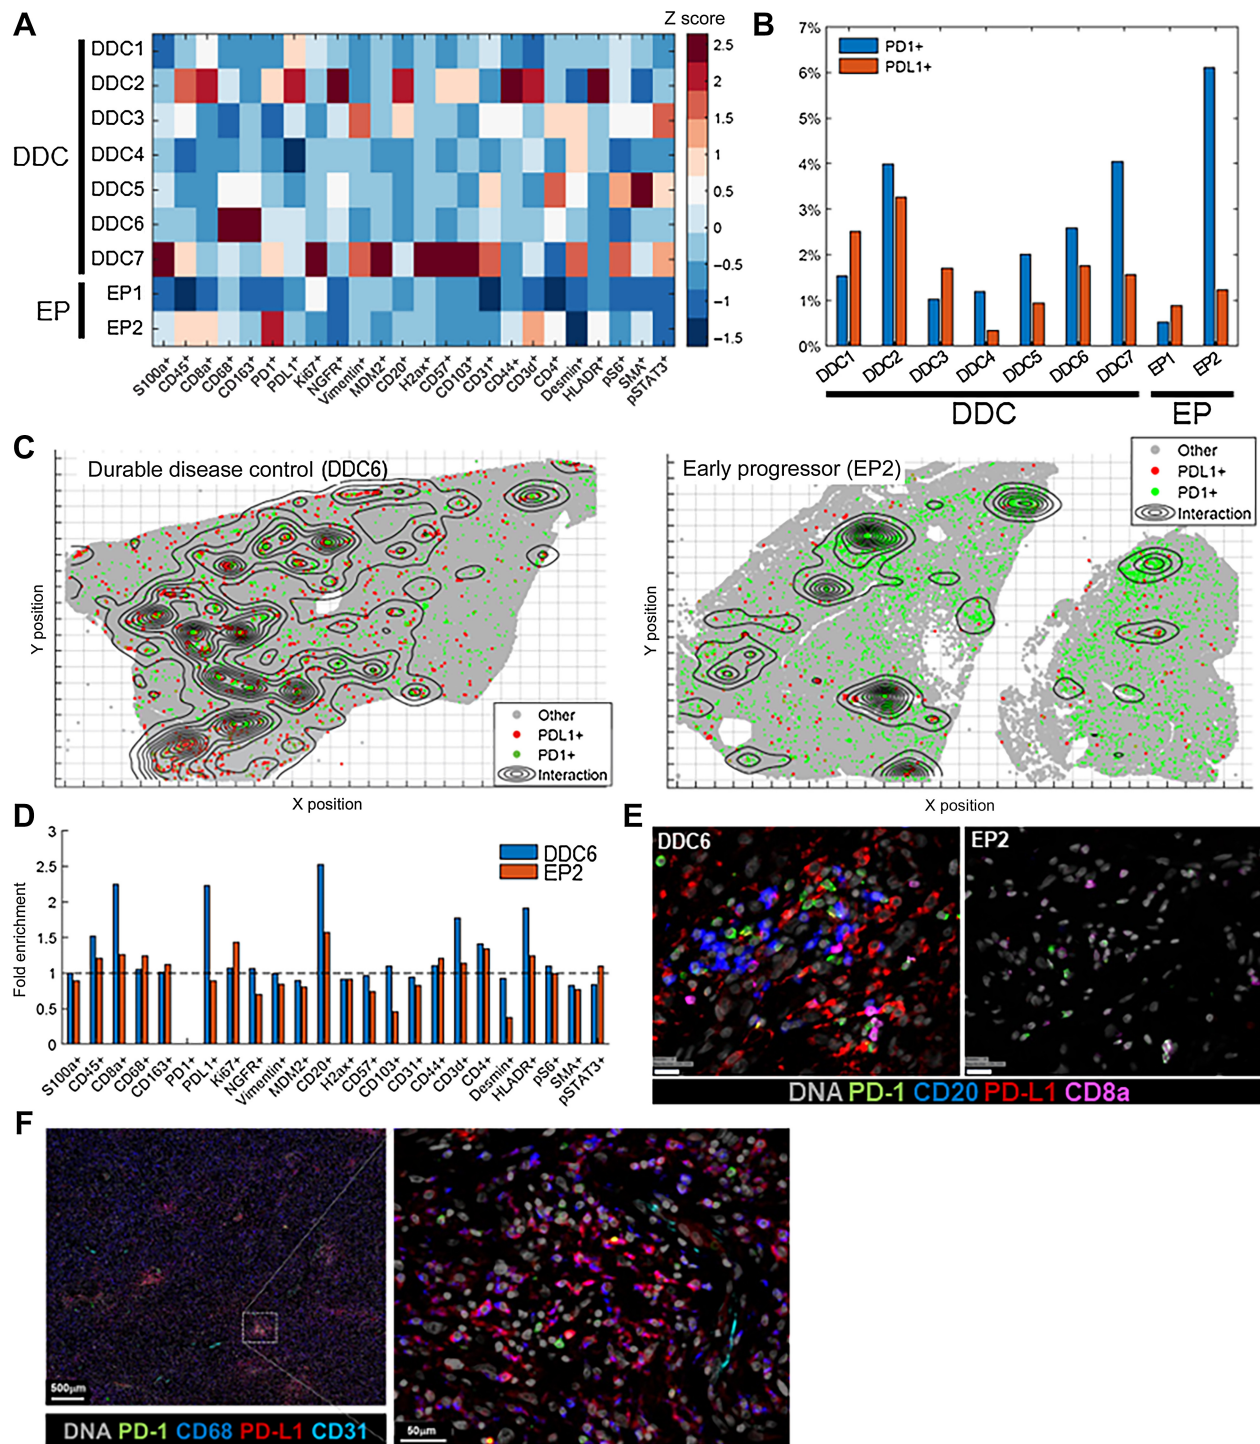 A
Z score
DDC1
DDC2
DDC3
DDC4
DDC5
DDC6
DDC7
EP1
EP2
DDC
EP
2.5
2
1.5
1
0.5
0
−0.5
−1
−1.5
S100a+
CD45+
CD8a+
CD68+
CD163+
PD1+
PDL1+
Ki67+
NGFR+
Vimentin+
MDM2+
CD20+
H2ax+
CD57+
CD103+
CD31+
CD44+
CD3d+
CD4+
Desmin+
HLADR+
pS6+
SMA+
pSTAT3+
B
7%
6%
5%
4%
3%
2%
1%
0%
PD1+
PDL1+
DDC1
DDC2
DDC3
DDC4
DDC5
DDC6
DDC7
EP1
EP2
DDC
EP
C
Durable disease control (DDC6)
Y position
X position
Other
PDL1+
PD1+
Interaction
Early progressor (EP2)
Y position
X position
Other
PDL1+
PD1+
Interaction
D
Fold enrichment
3
2.5
2
1.5
1
0.5
0
DDC6
EP2
S100a+
CD45+
CD8a+
CD68+
CD163+
PD1+
PDL1+
Ki67+
NGFR+
Vimentin+
MDM2+
CD20+
H2ax+
CD57+
CD103+
CD31+
CD44+
CD3d+
CD4+
Desmin+
HLADR+
pS6+
SMA+
pSTAT3+
E
DDC6
EP2
DNA PD-1 CD20 PD-L1 CD8a
F
500µm
DNA PD-1 CD68 PD-L1 CD31
50µm